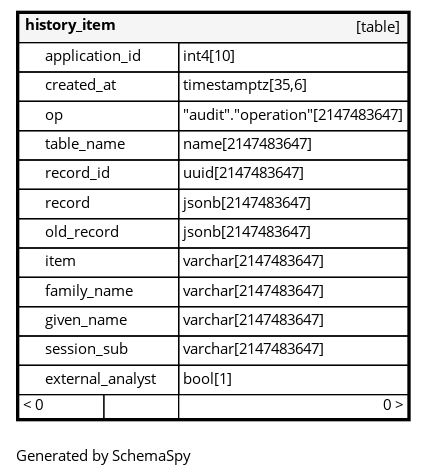 history_item [table]
application_id int4[10]
created_at timestamptz[35,6]
op "audit"."operation"[2147483647]
table_name name[2147483647]
record_id uuid[2147483647]
record jsonb[2147483647]
old_record jsonb[2147483647]
item varchar[2147483647]
family_name varchar[2147483647]
given_name varchar[2147483647]
session_sub varchar[2147483647]
external_analyst bool[1]
< 0 0 >
Generated by SchemaSpy